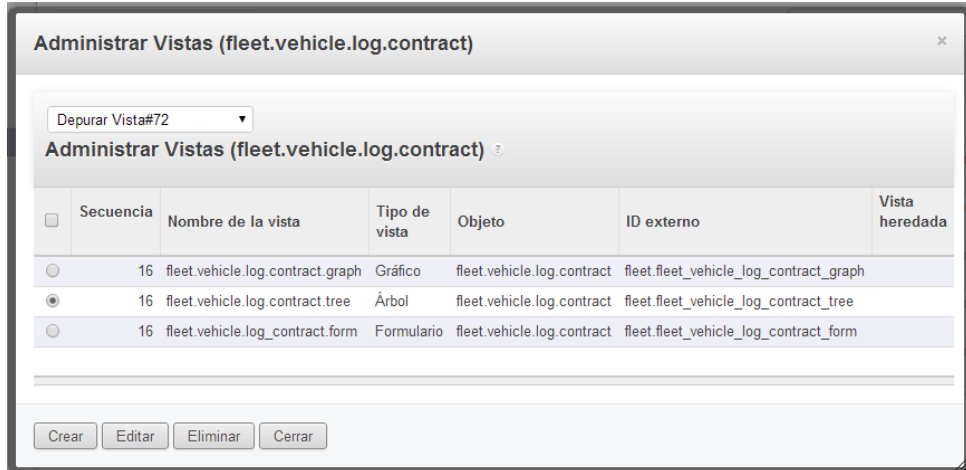 Administrar Vistas (fleet.vehicle.log.contract) ×
Depurar Vista#72
Administrar Vistas (fleet.vehicle.log.contract) ?
Secuencia Nombre de la vista Tipo de vista Objeto ID externo Vista heredada
16 fleet.vehicle.log.contract.graph Gráfico fleet.vehicle.log.contract fleet.fleet_vehicle_log_contract_graph
16 fleet.vehicle.log.contract.tree Árbol fleet.vehicle.log.contract fleet.fleet_vehicle_log_contract_tree
16 fleet.vehicle.log_contract.form Formulario fleet.vehicle.log.contract fleet.fleet_vehicle_log_contract_form
Crear Editar Eliminar Cerrar